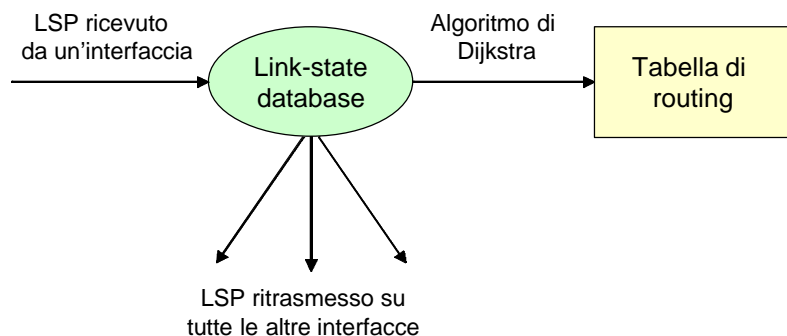 LSP ricevuto
da un'interfaccia
Algoritmo di
Dijkstra
Link-state
database
Tabella di
routing
LSP ritrasmesso su
tutte le altre interfacce